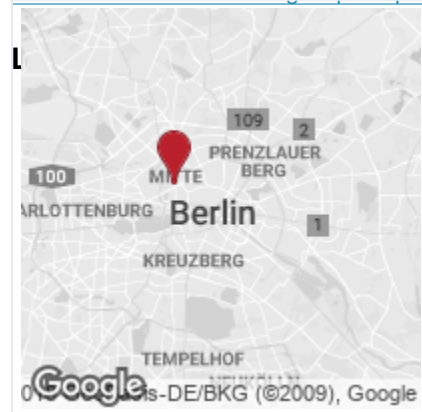 109
2
PRENZLAUER
BERG
100
MITTE
ARLOTTENBURG
Berlin
1
KREUZBERG
TEMPELHOF
Google
-DE/BKG (©2009), Google